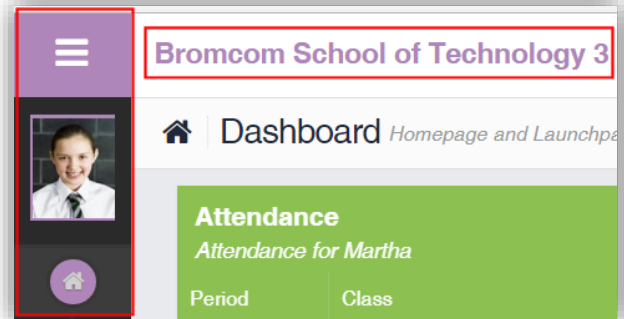 Bromcom School of Technology 3
Dashboard Homepage and Launchpa
Attendance
Attendance for Martha
Period Class